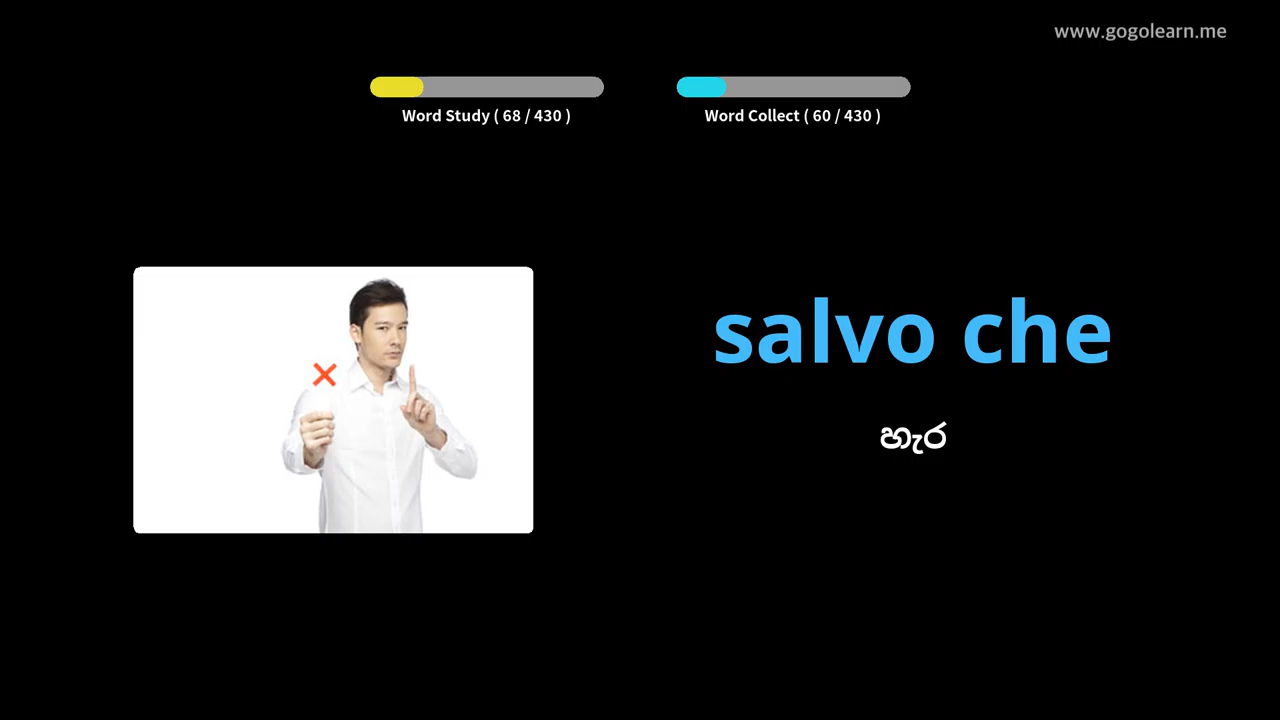 www.gogolearn.me
Word Study ( 68 / 430 )
Word Collect ( 60 / 430 )
salvo che
හැර